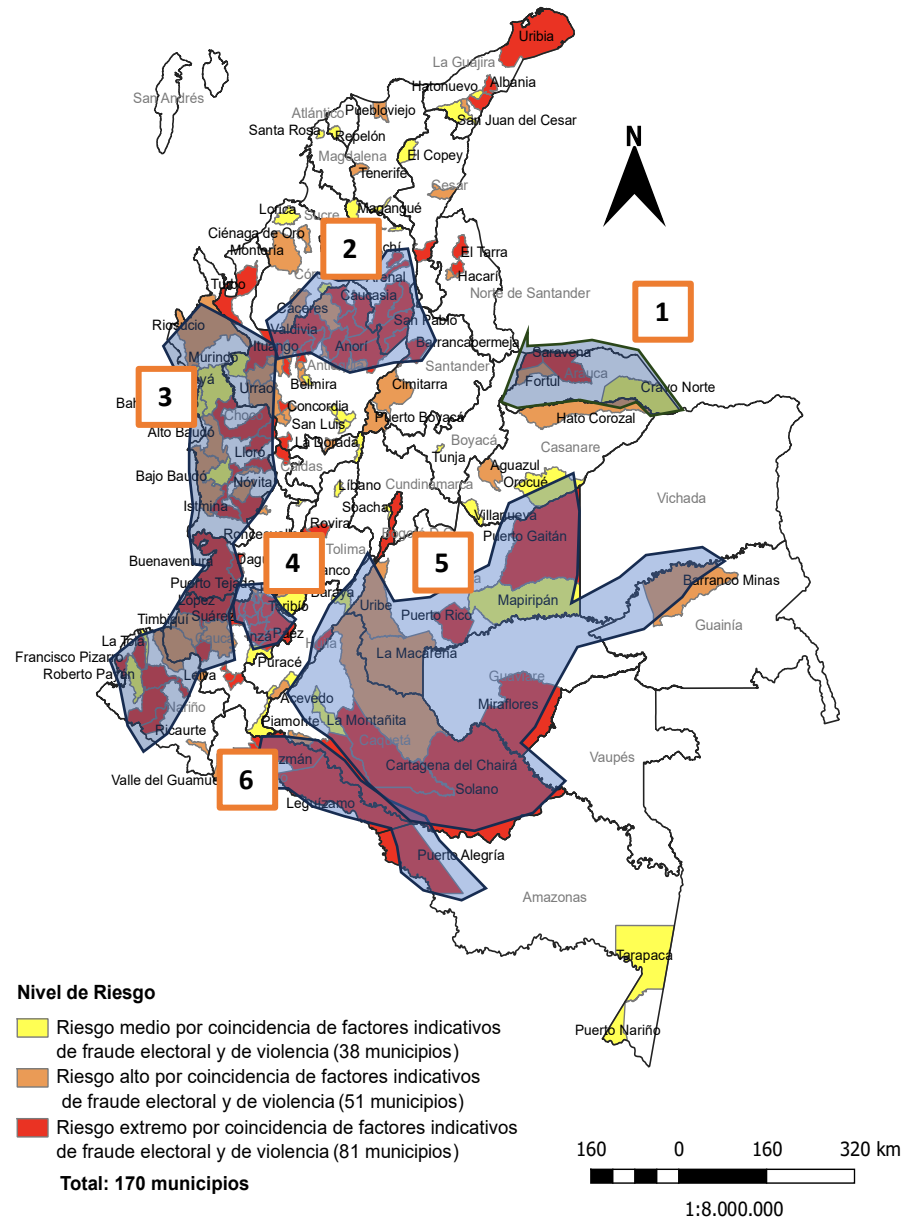 Uribia
La Guajira
San Andrés
Hatonuevo
Albania
Atlántico
Puebloviejo
San Juan del Cesar
Santa Rosa
Repelón
Magdalena
El Copey
N
Tenerife
Cesar
Lorica
Sucre
Magangué
Ciénaga de Oro
Montería
2
El Tarra
Hacarí
Turbo
Norte de Santander
Arenal
Caucasia
1
Cáceres
San Pablo
Riosucio
Valdivia
Ituango
Anorí
Barrancabermeja
Murindó
Saravena
Santander
Arauca
Fortul
Cravo Norte
3
Urrao
Belmira
Cimitarra
Concordia
Chocó
San Luis
Puerto Boyacá
Hato Corozal
Alto Baudó
La Dorada
Boyacá
Casanare
Lloró
Tunja
Caldas
Bajo Baudó
Nóvita
Líbano
Cundinamarca
Aguazul
Orocué
Vichada
Istmina
Soacha
Villanueva
Rovira
Puerto Gaitán
Tolima
Buenaventura
4
5
Puerto Tejada
Baraya
Uribe
Mapiripán
Barranco Minas
López
Toribío
Puerto Rico
Timbiquí
Suárez
Guainía
La Tola
Cauca
Inzá
Páez
La Macarena
Francisco Pizarro
Puracé
Roberto Payán
Leiva
Guaviare
Nariño
Acevedo
Miraflores
Ricaurte
Piamonte
La Montañita
Caquetá
Vaupés
6
Cartagena del Chairá
Valle del Guamuez
Solano
Leguízamo
Puerto Alegría
Amazonas
Tarapacá
Puerto Nariño
Nivel de Riesgo
Riesgo medio por coincidencia de factores indicativos
de fraude electoral y de violencia (38 municipios)
Riesgo alto por coincidencia de factores indicativos
de fraude electoral y de violencia (51 municipios)
Riesgo extremo por coincidencia de factores indicativos
de fraude electoral y de violencia (81 municipios)
Total: 170 municipios
160 0 160 320 km
1:8.000.000